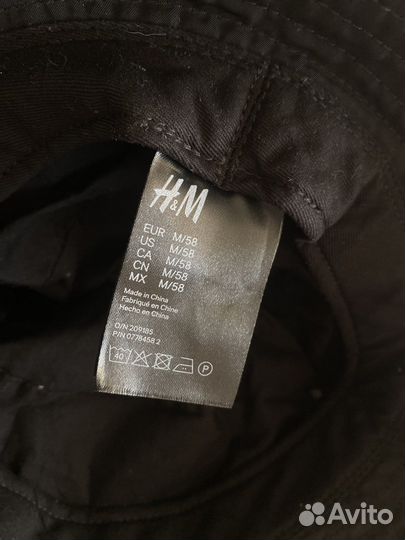 H&M
EUR M/58
US M/58
CA M/58
CN M/58
MX M/58
Made in China
Fabriqué en Chine
Hecho en China
O/N 209185
P/N 0778458 2
40 P
Avito